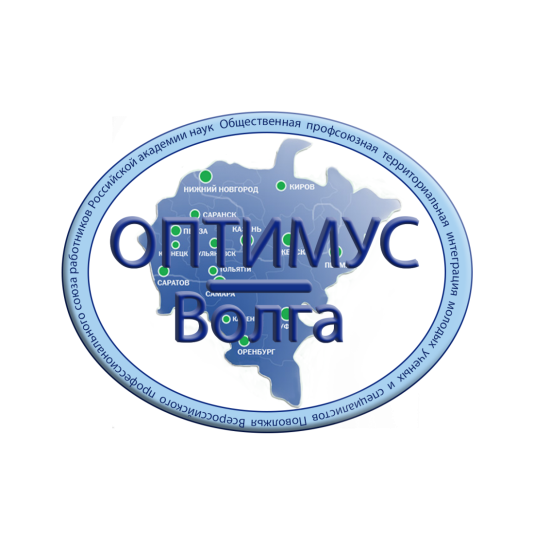 Общественная профсоюзная территориальная интеграция молодых ученых и специалистов Поволжья Всероссийского профессионального союза работников Российской академии наук
НИЖНИЙ НОВГОРОД
КИРОВ
САРАНСК
ОПТИМУС
САРАТОВ
САМАРА
Волга
ОРЕНБУРГ